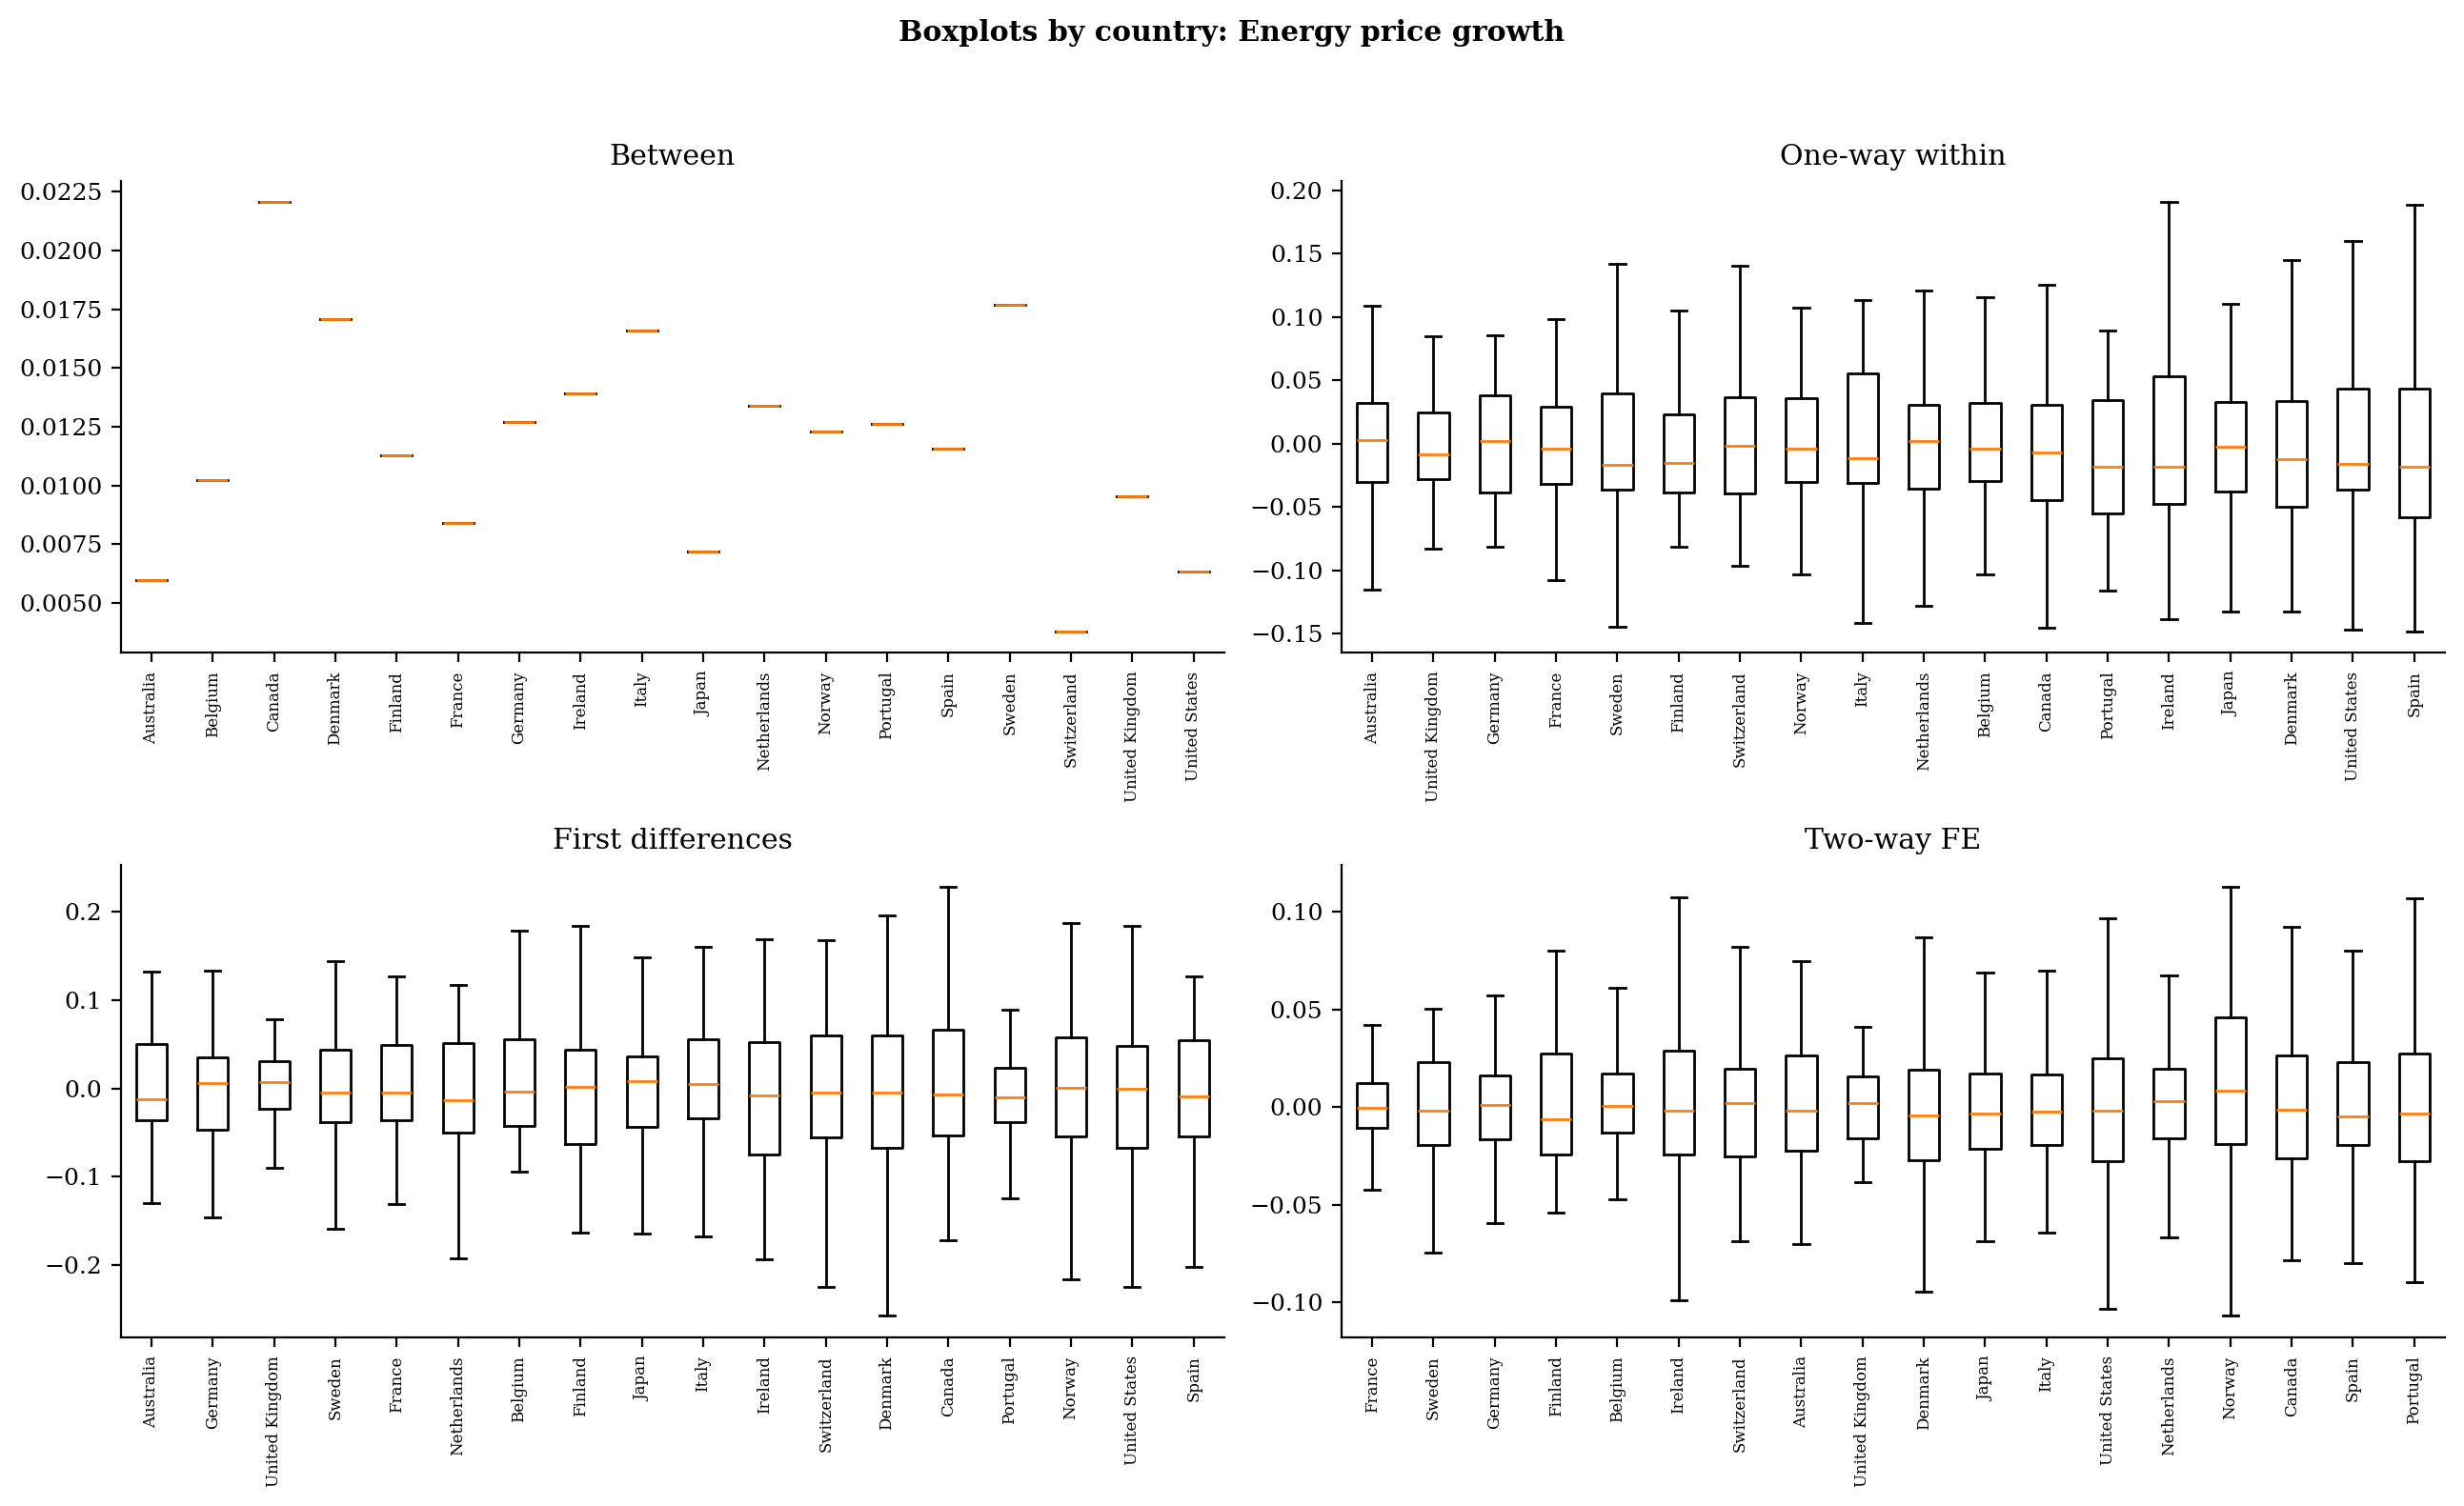 Boxplots by country: Energy price growth
Between
0.0225
0.0200
0.0175
0.0150
0.0125
0.0100
0.0075
0.0050
Australia
Belgium
Canada
Denmark
Finland
France
Germany
Ireland
Italy
Japan
Netherlands
Norway
Portugal
Spain
Sweden
Switzerland
United Kingdom
United States
One-way within
0.20
0.15
0.10
0.05
0.00
−0.05
−0.10
−0.15
Australia
United Kingdom
Germany
France
Sweden
Finland
Switzerland
Norway
Italy
Netherlands
Belgium
Canada
Portugal
Ireland
Japan
Denmark
United States
Spain
First differences
0.2
0.1
0.0
−0.1
−0.2
Australia
Germany
United Kingdom
Sweden
France
Netherlands
Belgium
Finland
Japan
Italy
Ireland
Switzerland
Denmark
Canada
Portugal
Norway
United States
Spain
Two-way FE
0.10
0.05
0.00
−0.05
−0.10
France
Sweden
Germany
Finland
Belgium
Ireland
Switzerland
Australia
United Kingdom
Denmark
Japan
Italy
United States
Netherlands
Norway
Canada
Spain
Portugal